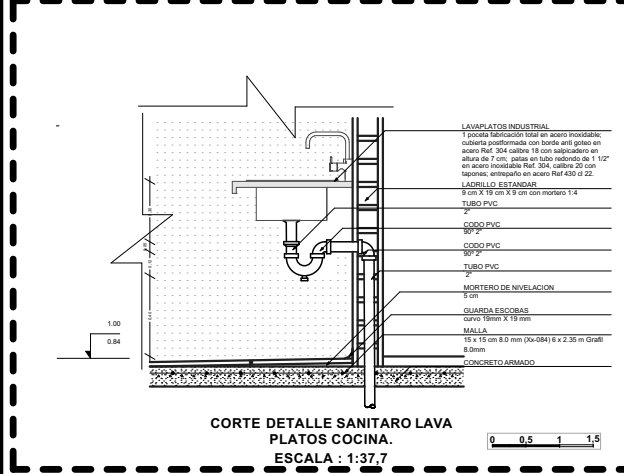 LAVAPLATOS INDUSTRIAL
1 poceta fabricación total en acero inoxidable;
cubierta postformada con borde anti goteo en
acero Ref. 304 calibre 18 con salpicadero en
altura de 7 cm; patas en tubo redondo de 1 1/2"
en acero inoxidable Ref. 304, calibre 20 con
tapones; entrepaño en acero Ref 430 cl 22.
LADRILLO ESTANDAR
9 cm X 19 cm X 9 cm con mortero 1:4
TUBO PVC
2"
CODO PVC
90º 2"
CODO PVC
90º 2"
TUBO PVC
2"
MORTERO DE NIVELACION
5 cm
GUARDA ESCOBAS
curvo 19mm X 19 mm
MALLA
15 x 15 cm 8.0 mm (Xx-084) 6 x 2.35 m Grafil
8.0mm
CONCRETO ARMADO
1.00
0.84
CORTE DETALLE SANITARO LAVA
PLATOS COCINA.
ESCALA : 1:37,7
0 0,5 1 1,5